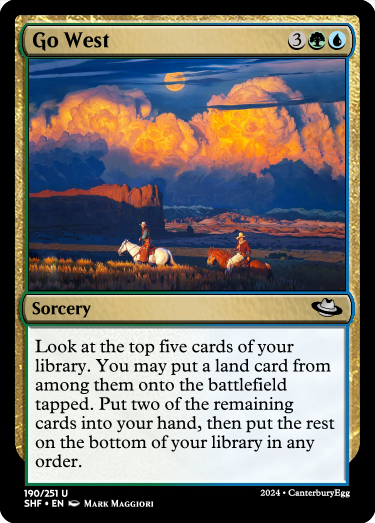 Go West 3
Sorcery
Look at the top five cards of your
library. You may put a land card from
among them onto the battlefield
tapped. Put two of the remaining
cards into your hand, then put the rest
on the bottom of your library in any
order.
190/251 U
SHF • EN Mark Maggiori
2024 • CanterburyEgg